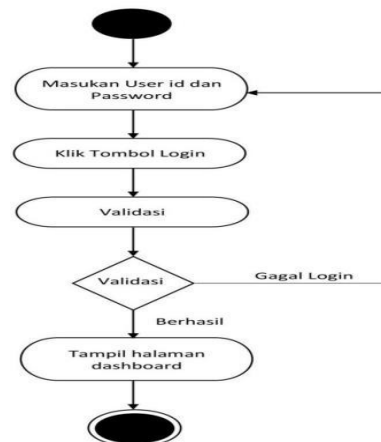 Masukan User id dan
Password
Klik Tombol Login
Validasi
Validasi
Gagal Login
Berhasil
Tampil halaman
dashboard